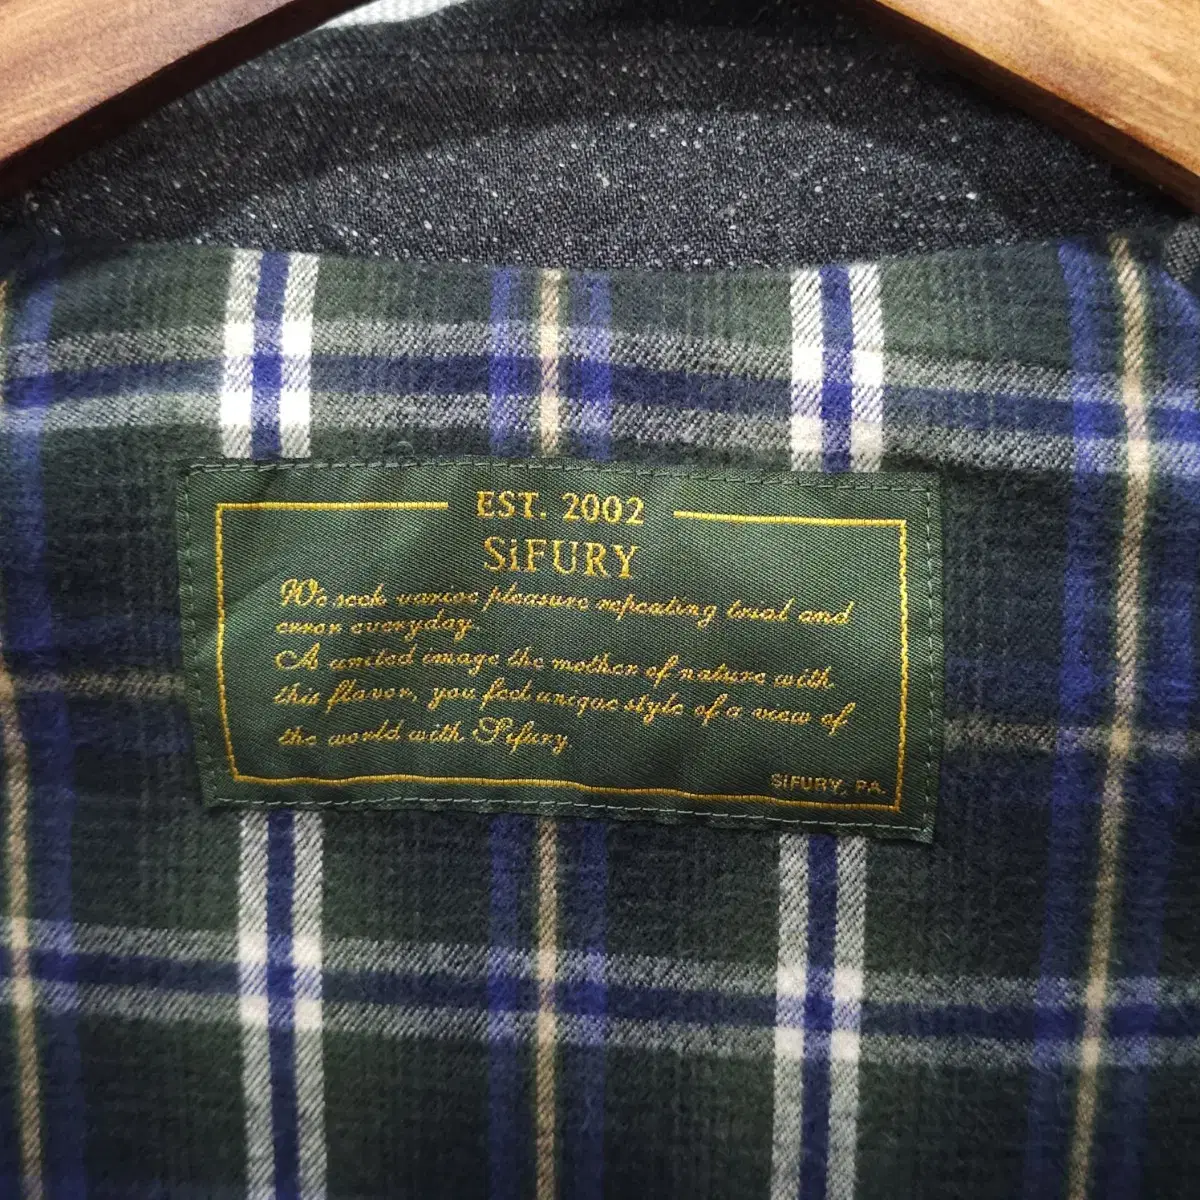 EST. 2002
SiFURY
We seek varioc pleasure repeating trial and
error everyday.
A united image the mother of nature with
this flavor, you feel unique style of a view of
the world with Sifury
SiFURY, PA.